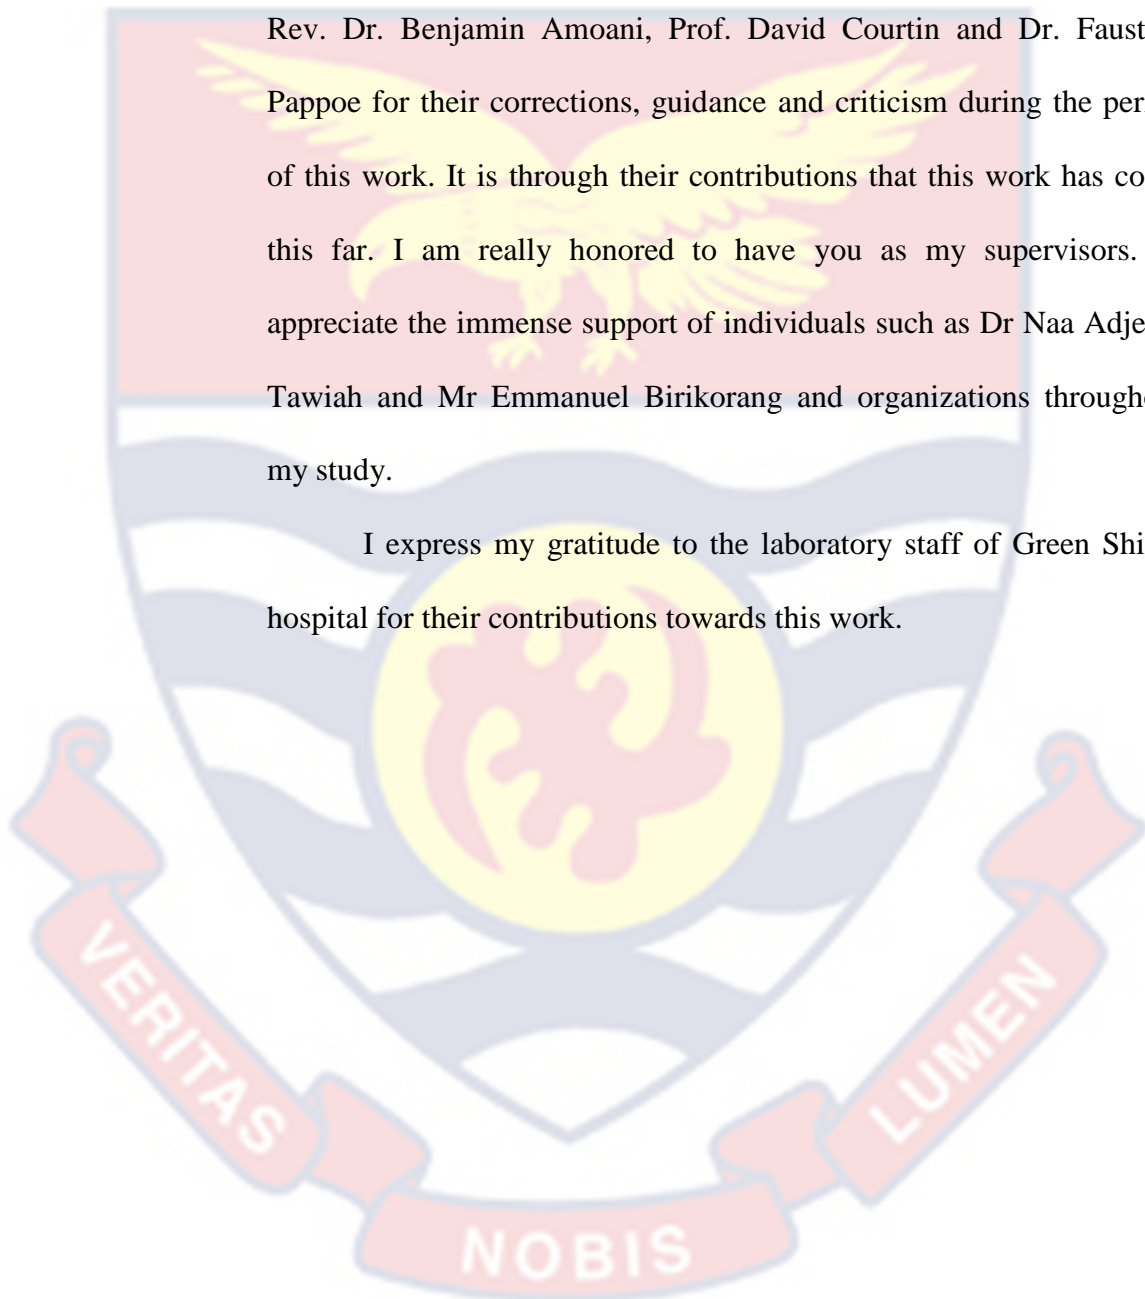 Rev. Dr. Benjamin Amoani, Prof. David Courtin and Dr. Faust
Pappoe for their corrections, guidance and criticism during the per
of this work. It is through their contributions that this work has co
this far. I am really honored to have you as my supervisors.
appreciate the immense support of individuals such as Dr Naa Adje
Tawiah and Mr Emmanuel Birikorang and organizations through
my study.
I express my gratitude to the laboratory staff of Green Shi
hospital for their contributions towards this work.
VERITAS
NOBIS
LUMEN